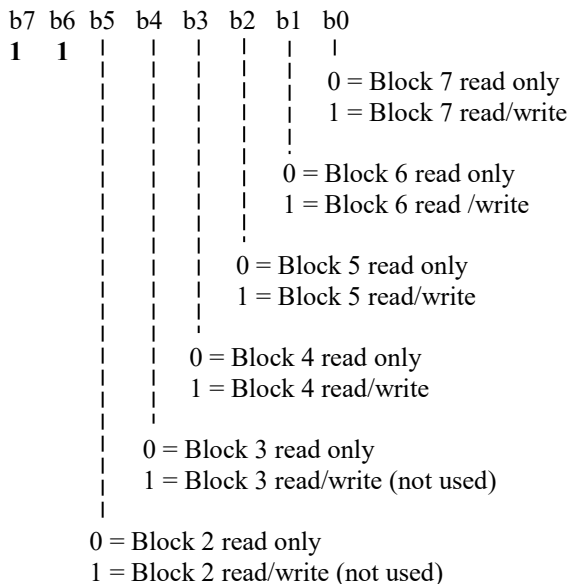 b7 b6 b5 b4 b3 b2 b1 b0
1 1
0 = Block 7 read only
1 = Block 7 read/write
0 = Block 6 read only
1 = Block 6 read /write
0 = Block 5 read only
1 = Block 5 read/write
0 = Block 4 read only
1 = Block 4 read/write
0 = Block 3 read only
1 = Block 3 read/write (not used)
0 = Block 2 read only
1 = Block 2 read/write (not used)